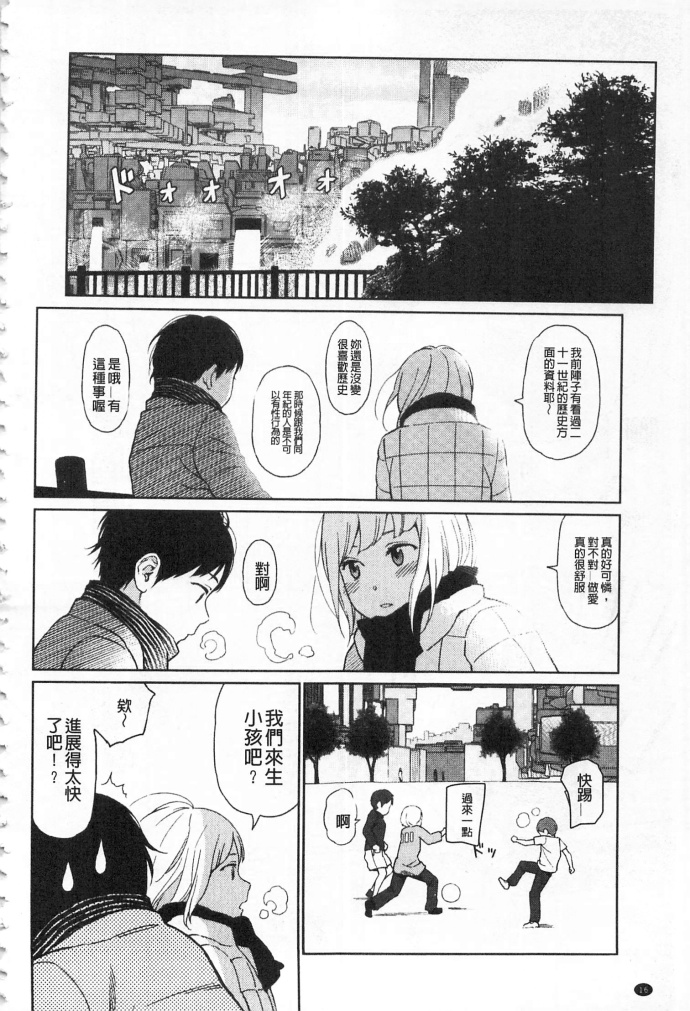 ドォォォォォ
我前陣子有看過二
十一世紀的歷史方
面的資料耶～
妳還是沒變
很喜歡歷史
那時候跟我們同
年紀的人是不可
以有性行為的
是哦—有
這種事喔
真的好可憐，
對不對—做愛
真的很舒服
對啊
快踢—
過來一點
ドッ
啊
我們來生
小孩吧？
欸～
進展得太快
了吧！？
16